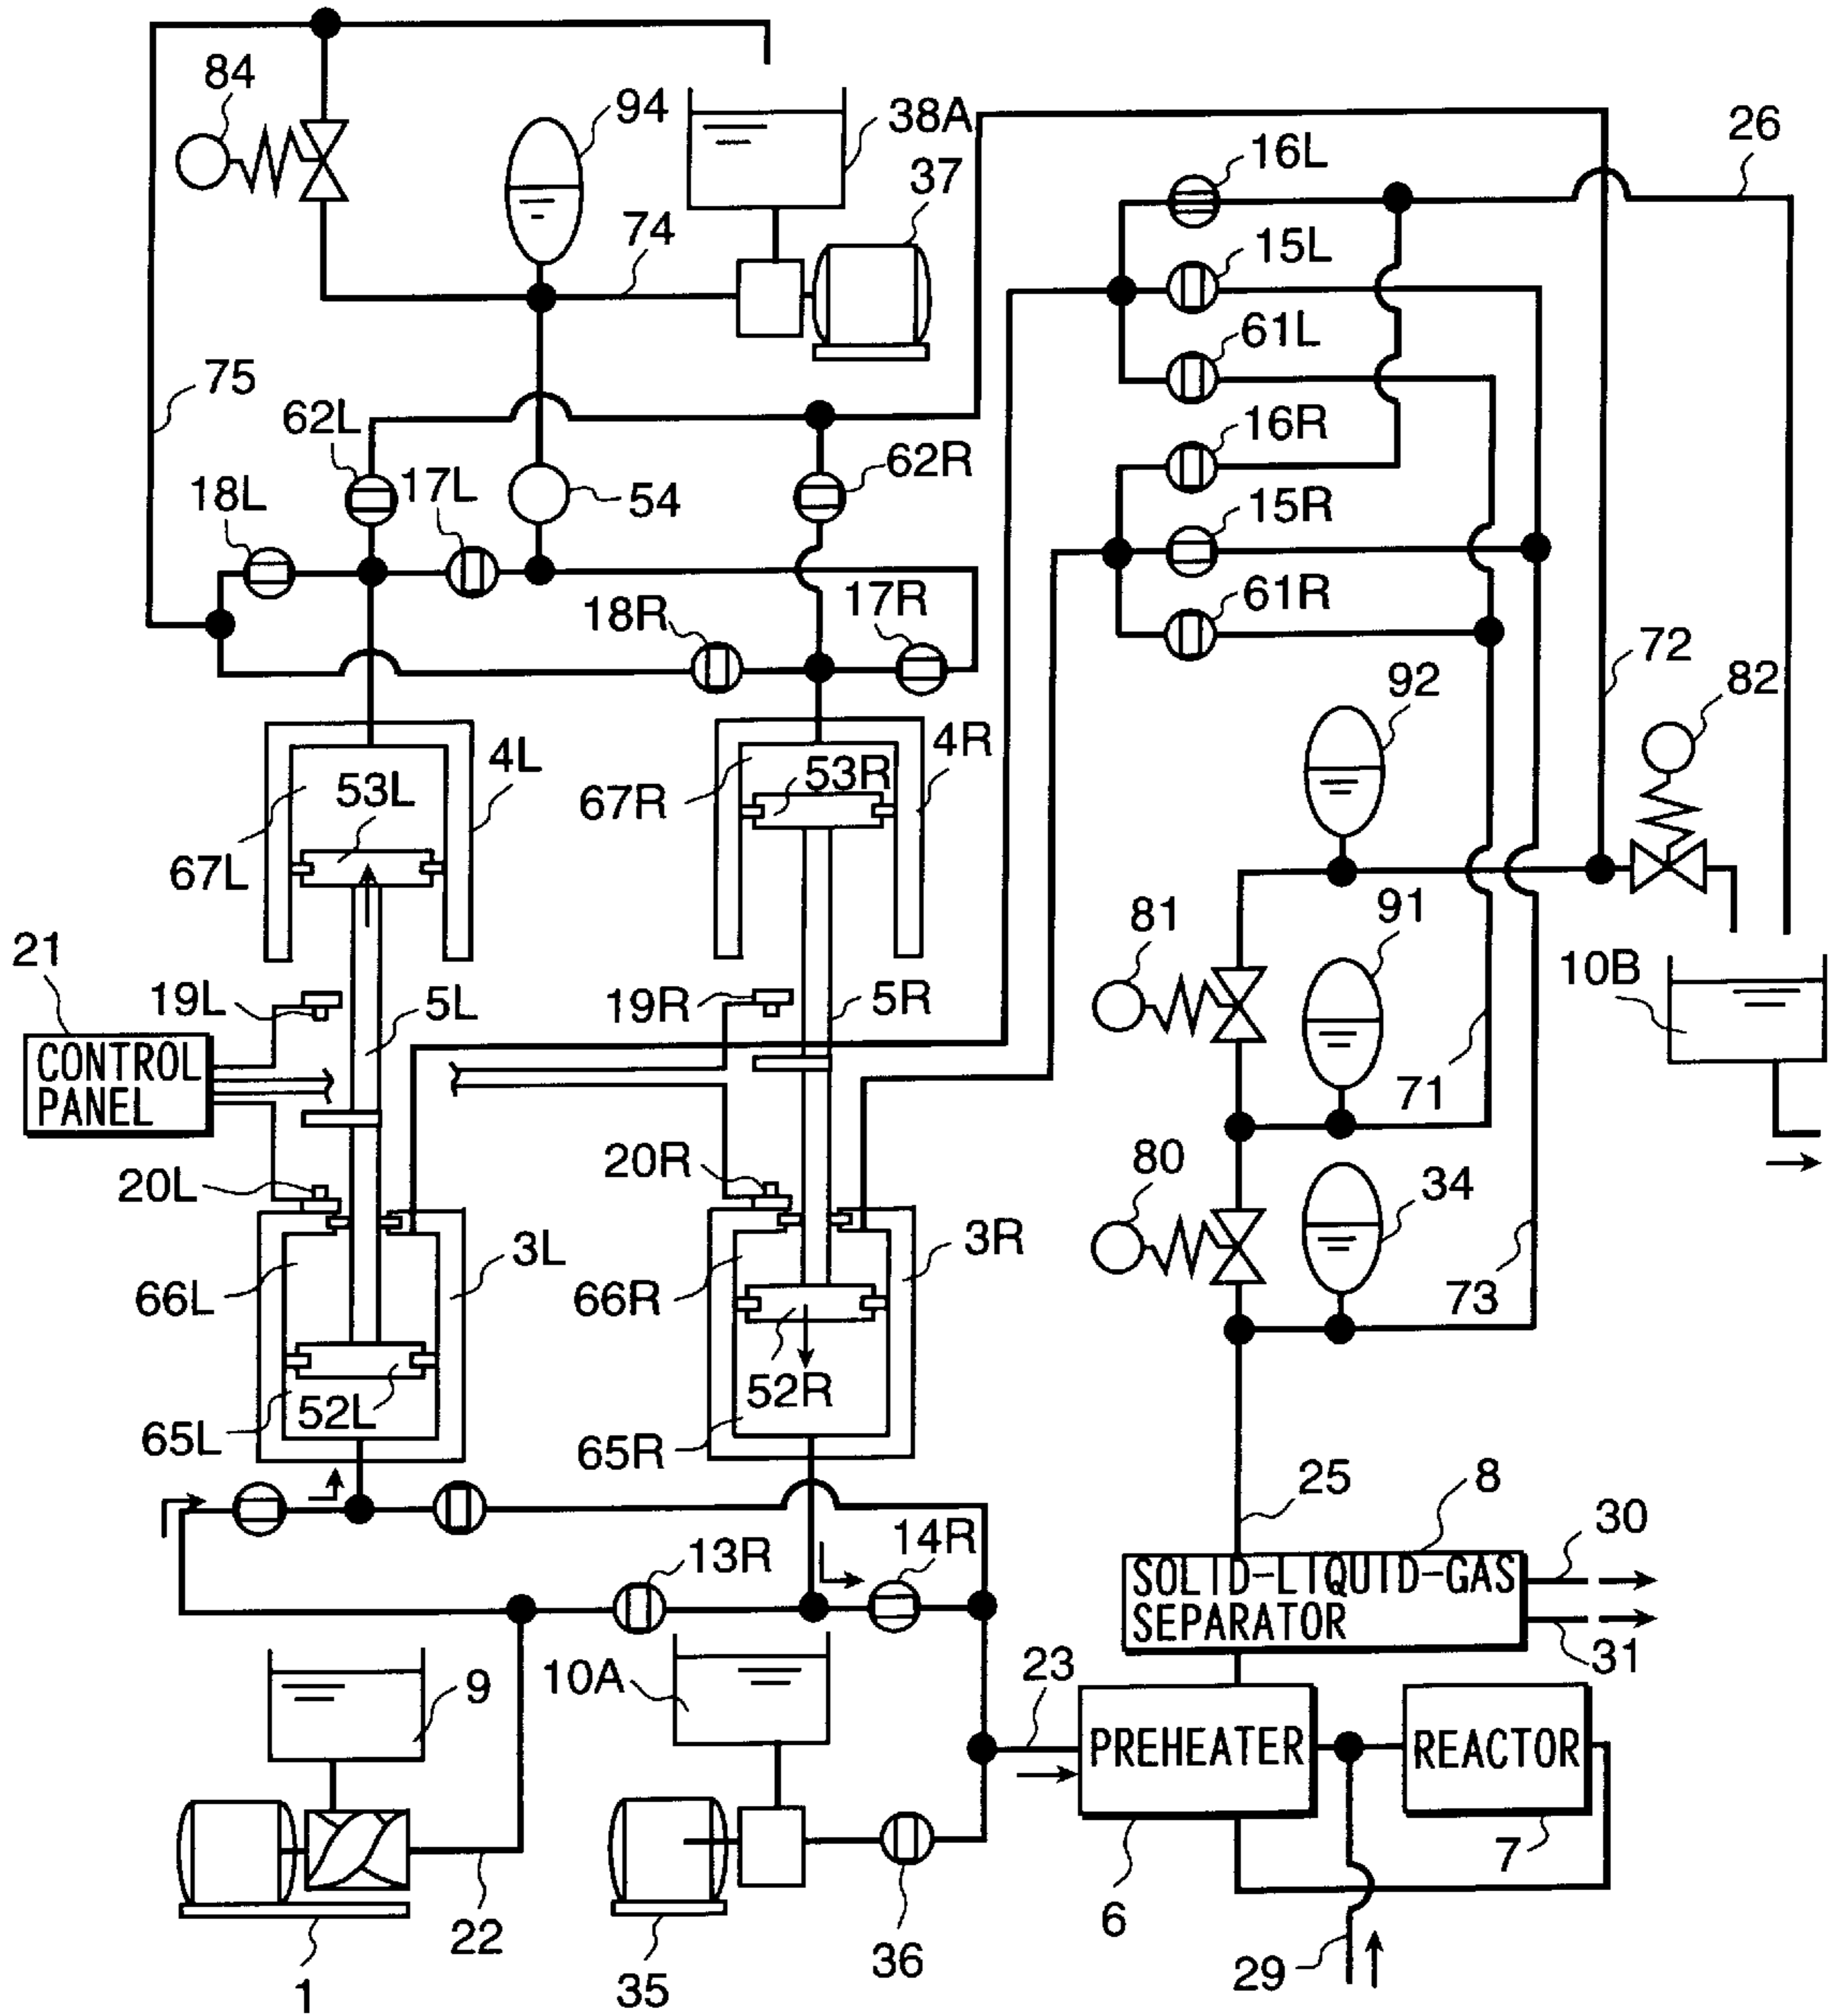 84
94
38A
37
74
16L
26
15L
61L
75
62L
16R
18L
17L
54
62R
15R
18R
17R
61R
72
92
82
4L
53L
67L
4R
53R
67R
81
91
21
19L
5L
19R
5R
10B
CONTROL
PANEL
71
20L
20R
80
34
3L
66L
3R
66R
73
52L
65L
52R
65R
25
8
30
13R
14R
SOLID-LIQUID-GAS
SEPARATOR
31
9
10A
23
PREHEATER
REACTOR
7
6
22
36
1
35
29